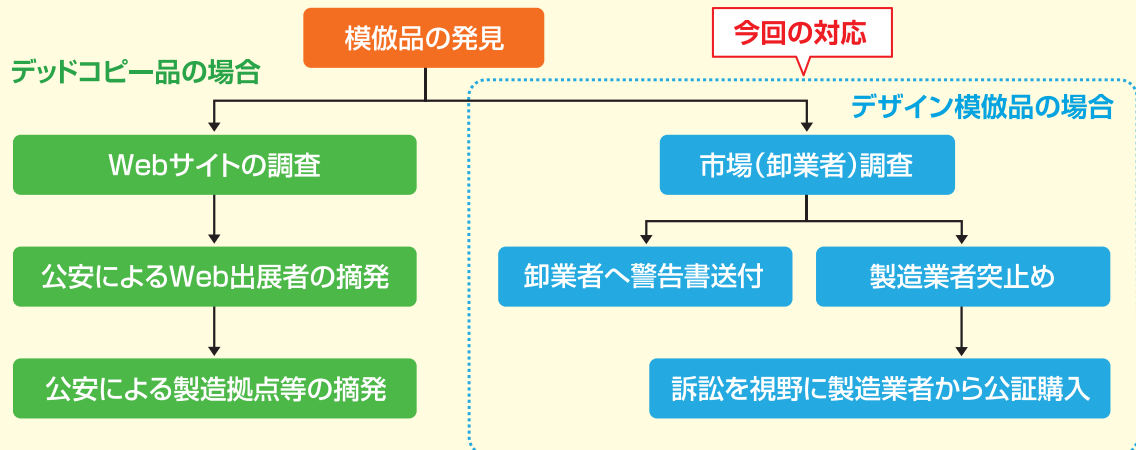 模倣品の発見
今回の対応
デッドコピー品の場合
デザイン模倣品の場合
Webサイトの調査
市場（卸業者）調査
公安によるWeb出展者の摘発
卸業者へ警告書送付
製造業者突止め
公安による製造拠点等の摘発
訴訟を視野に製造業者から公証購入